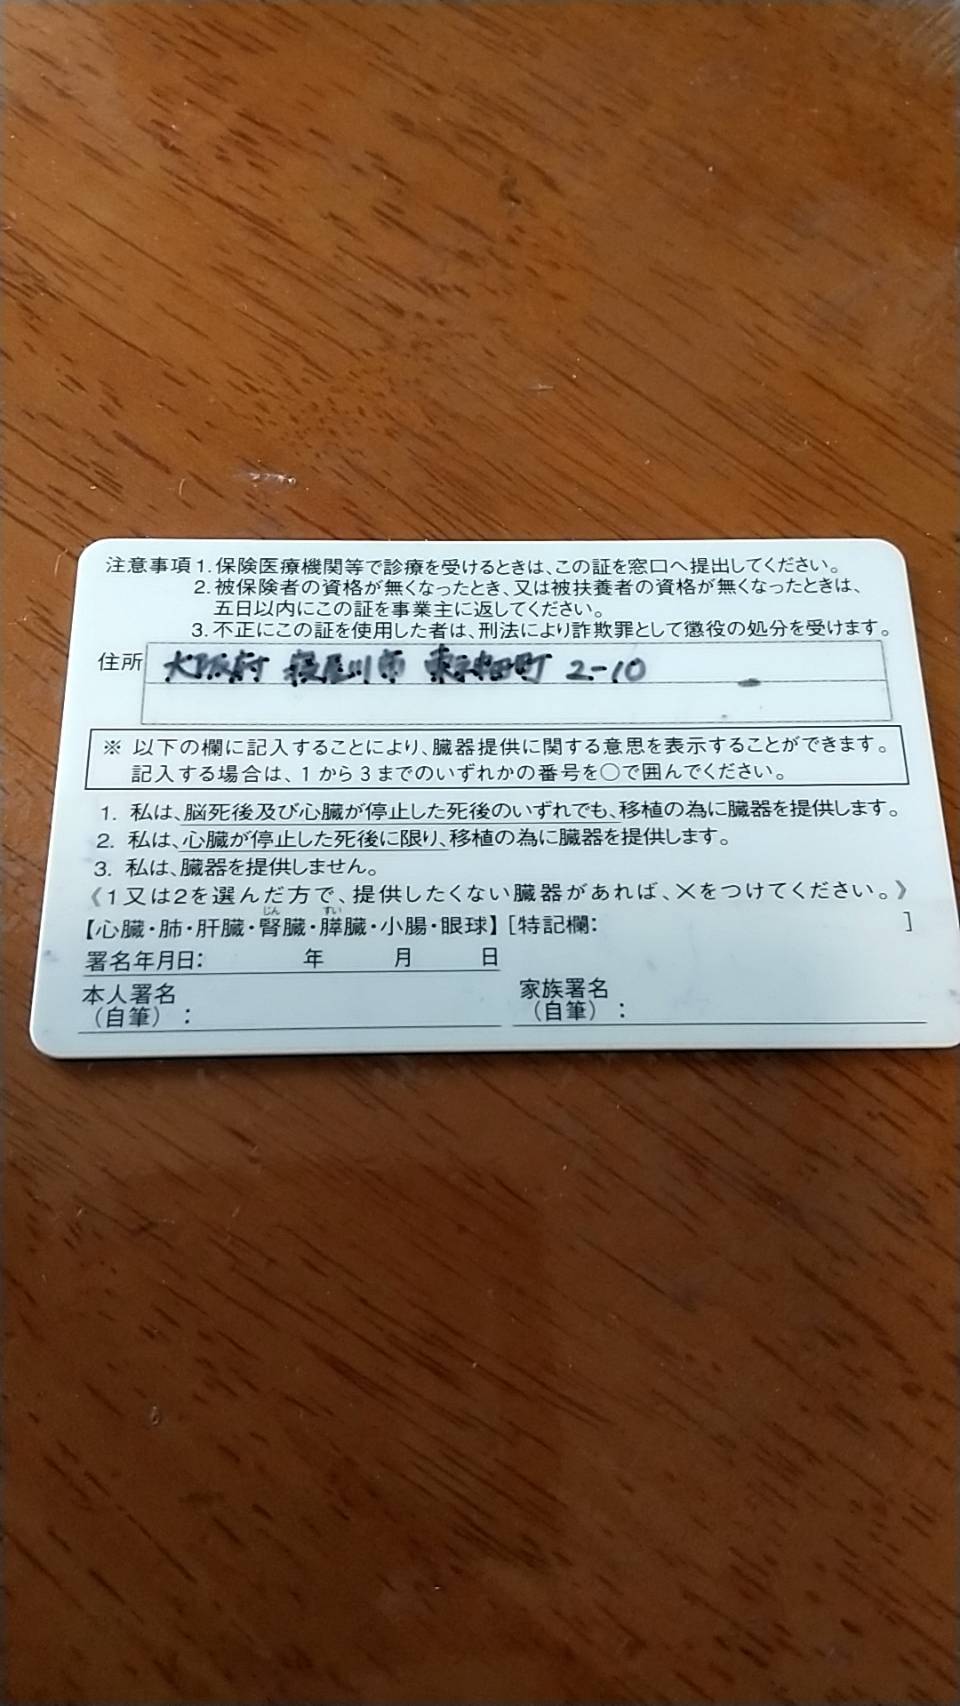 注意事項 1. 保険医療機関等で診療を受けるときは、この証を窓口へ提出してください。
2. 被保険者の資格が無くなったとき、又は被扶養者の資格が無くなったときは、
五日以内にこの証を事業主に返してください。
3. 不正にこの証を使用した者は、刑法により詐欺罪として懲役の処分を受けます。
住所 大阪府 寝屋川市 東 町 2-10
※ 以下の欄に記入することにより、臓器提供に関する意思を表示することができます。
記入する場合は、1から3までのいずれかの番号を○で囲んでください。
1. 私は、脳死後及び心臓が停止した死後のいずれでも、移植の為に臓器を提供します。
2. 私は、心臓が停止した死後に限り、移植の為に臓器を提供します。
3. 私は、臓器を提供しません。
《1又は2を選んだ方で、提供したくない臓器があれば、×をつけてください。》
じん すい
【心臓・肺・肝臓・腎臓・膵臓・小腸・眼球】 [特記欄: ]
署名年月日: 年 月 日
本人署名 家族署名
(自筆) : (自筆) :